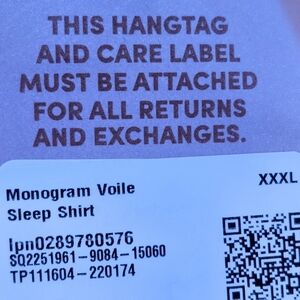 THIS HANGTAG
AND CARE LABEL
MUST BE ATTACHED
FOR ALL RETURNS
AND EXCHANGES.
Monogram Voile
Sleep Shirt
XXXL
lpn0289780576
SQ2251961-9084-15060
TP111604-220174